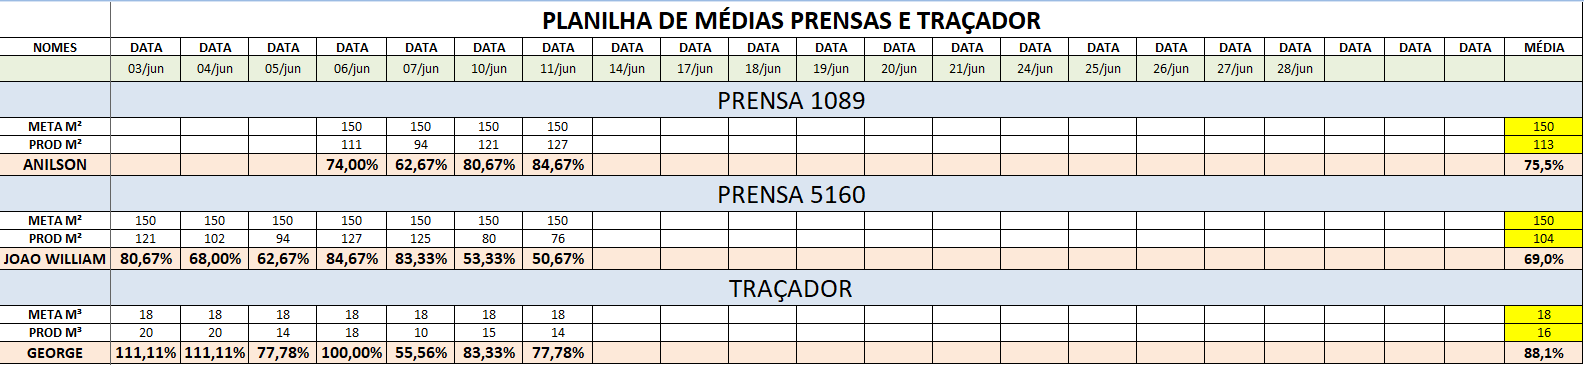 PLANILHA DE MÉDIAS PRENSAS E TRAÇADOR
NOMES DATA DATA DATA DATA DATA DATA DATA DATA DATA DATA DATA DATA DATA DATA DATA DATA DATA DATA DATA DATA DATA MÉDIA
03/jun 04/jun 05/jun 06/jun 07/jun 10/jun 11/jun 14/jun 17/jun 18/jun 19/jun 20/jun 21/jun 24/jun 25/jun 26/jun 27/jun 28/jun
PRENSA 1089
META M² 150 150 150 150 150
PROD M² 111 94 121 127 113
ANILSON 74,00% 62,67% 80,67% 84,67% 75,5%
PRENSA 5160
META M² 150 150 150 150 150 150 150 150
PROD M² 121 102 94 127 125 80 76 104
JOAO WILLIAM 80,67% 68,00% 62,67% 84,67% 83,33% 53,33% 50,67% 69,0%
TRAÇADOR
META M³ 18 18 18 18 18 18 18 18
PROD M³ 20 20 14 18 10 15 14 16
GEORGE 111,11% 111,11% 77,78% 100,00% 55,56% 83,33% 77,78% 88,1%